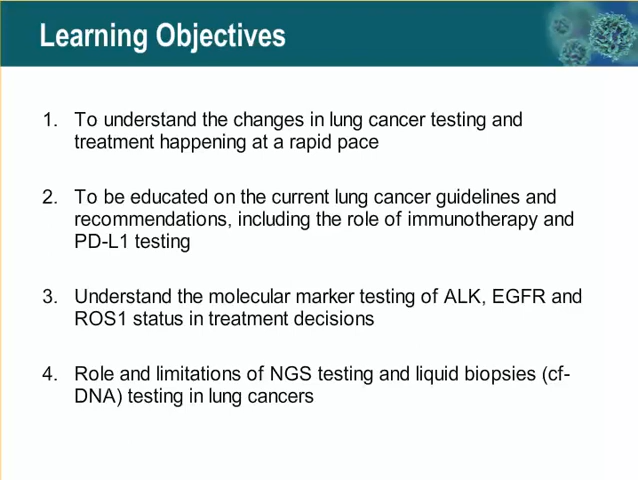 Learning Objectives
1. To understand the changes in lung cancer testing and
treatment happening at a rapid pace
2. To be educated on the current lung cancer guidelines and
recommendations, including the role of immunotherapy and
PD-L1 testing
3. Understand the molecular marker testing of ALK, EGFR and
ROS1 status in treatment decisions
4. Role and limitations of NGS testing and liquid biopsies (cf-
DNA) testing in lung cancers